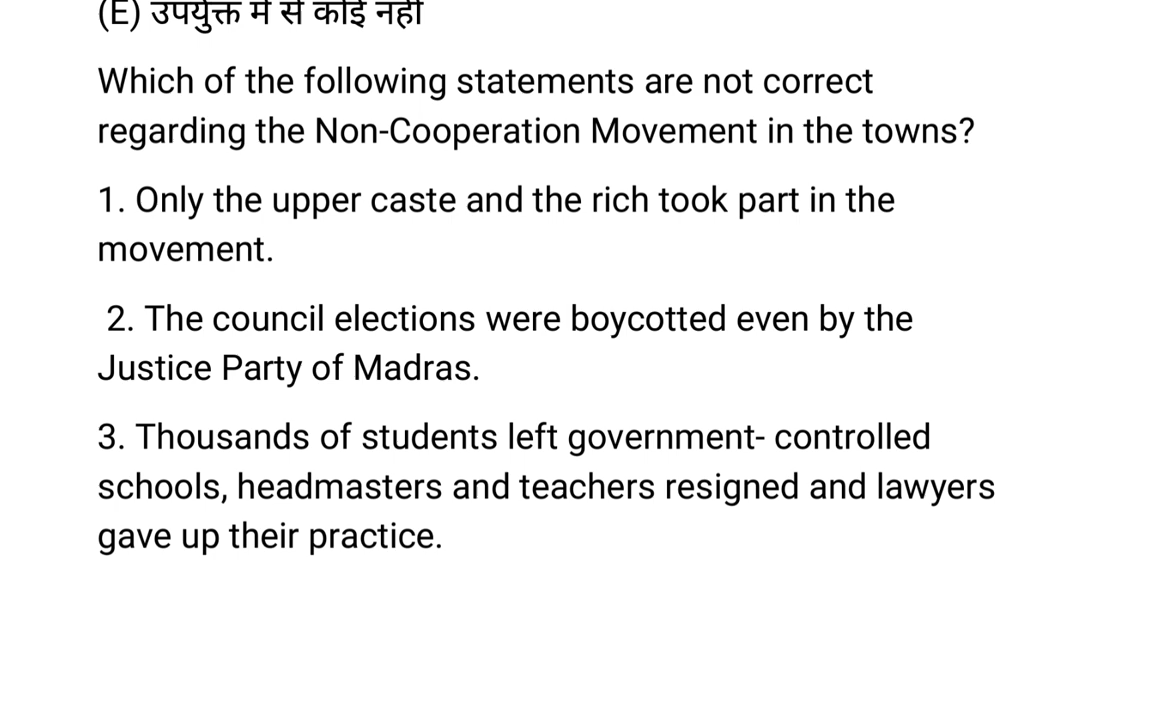 (E) उपर्युक्त में से कोई नहीं
Which of the following statements are not correct
regarding the Non-Cooperation Movement in the towns?
1. Only the upper caste and the rich took part in the
movement.
2. The council elections were boycotted even by the
Justice Party of Madras.
3. Thousands of students left government- controlled
schools, headmasters and teachers resigned and lawyers
gave up their practice.